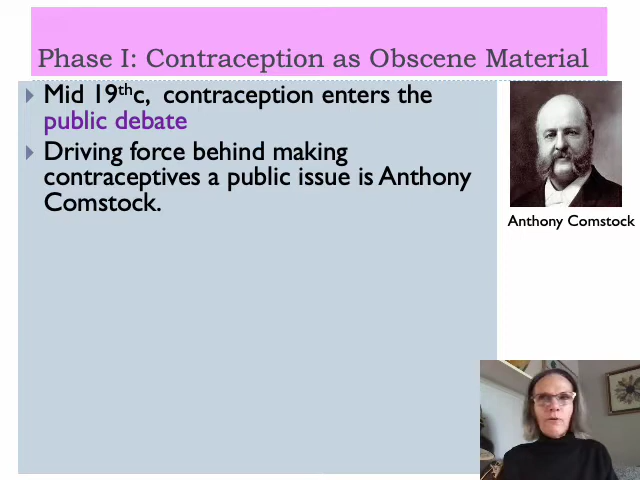 Phase I: Contraception as Obscene Material
Mid 19thc, contraception enters the
public debate
Driving force behind making
contraceptives a public issue is Anthony
Comstock.
Anthony Comstock